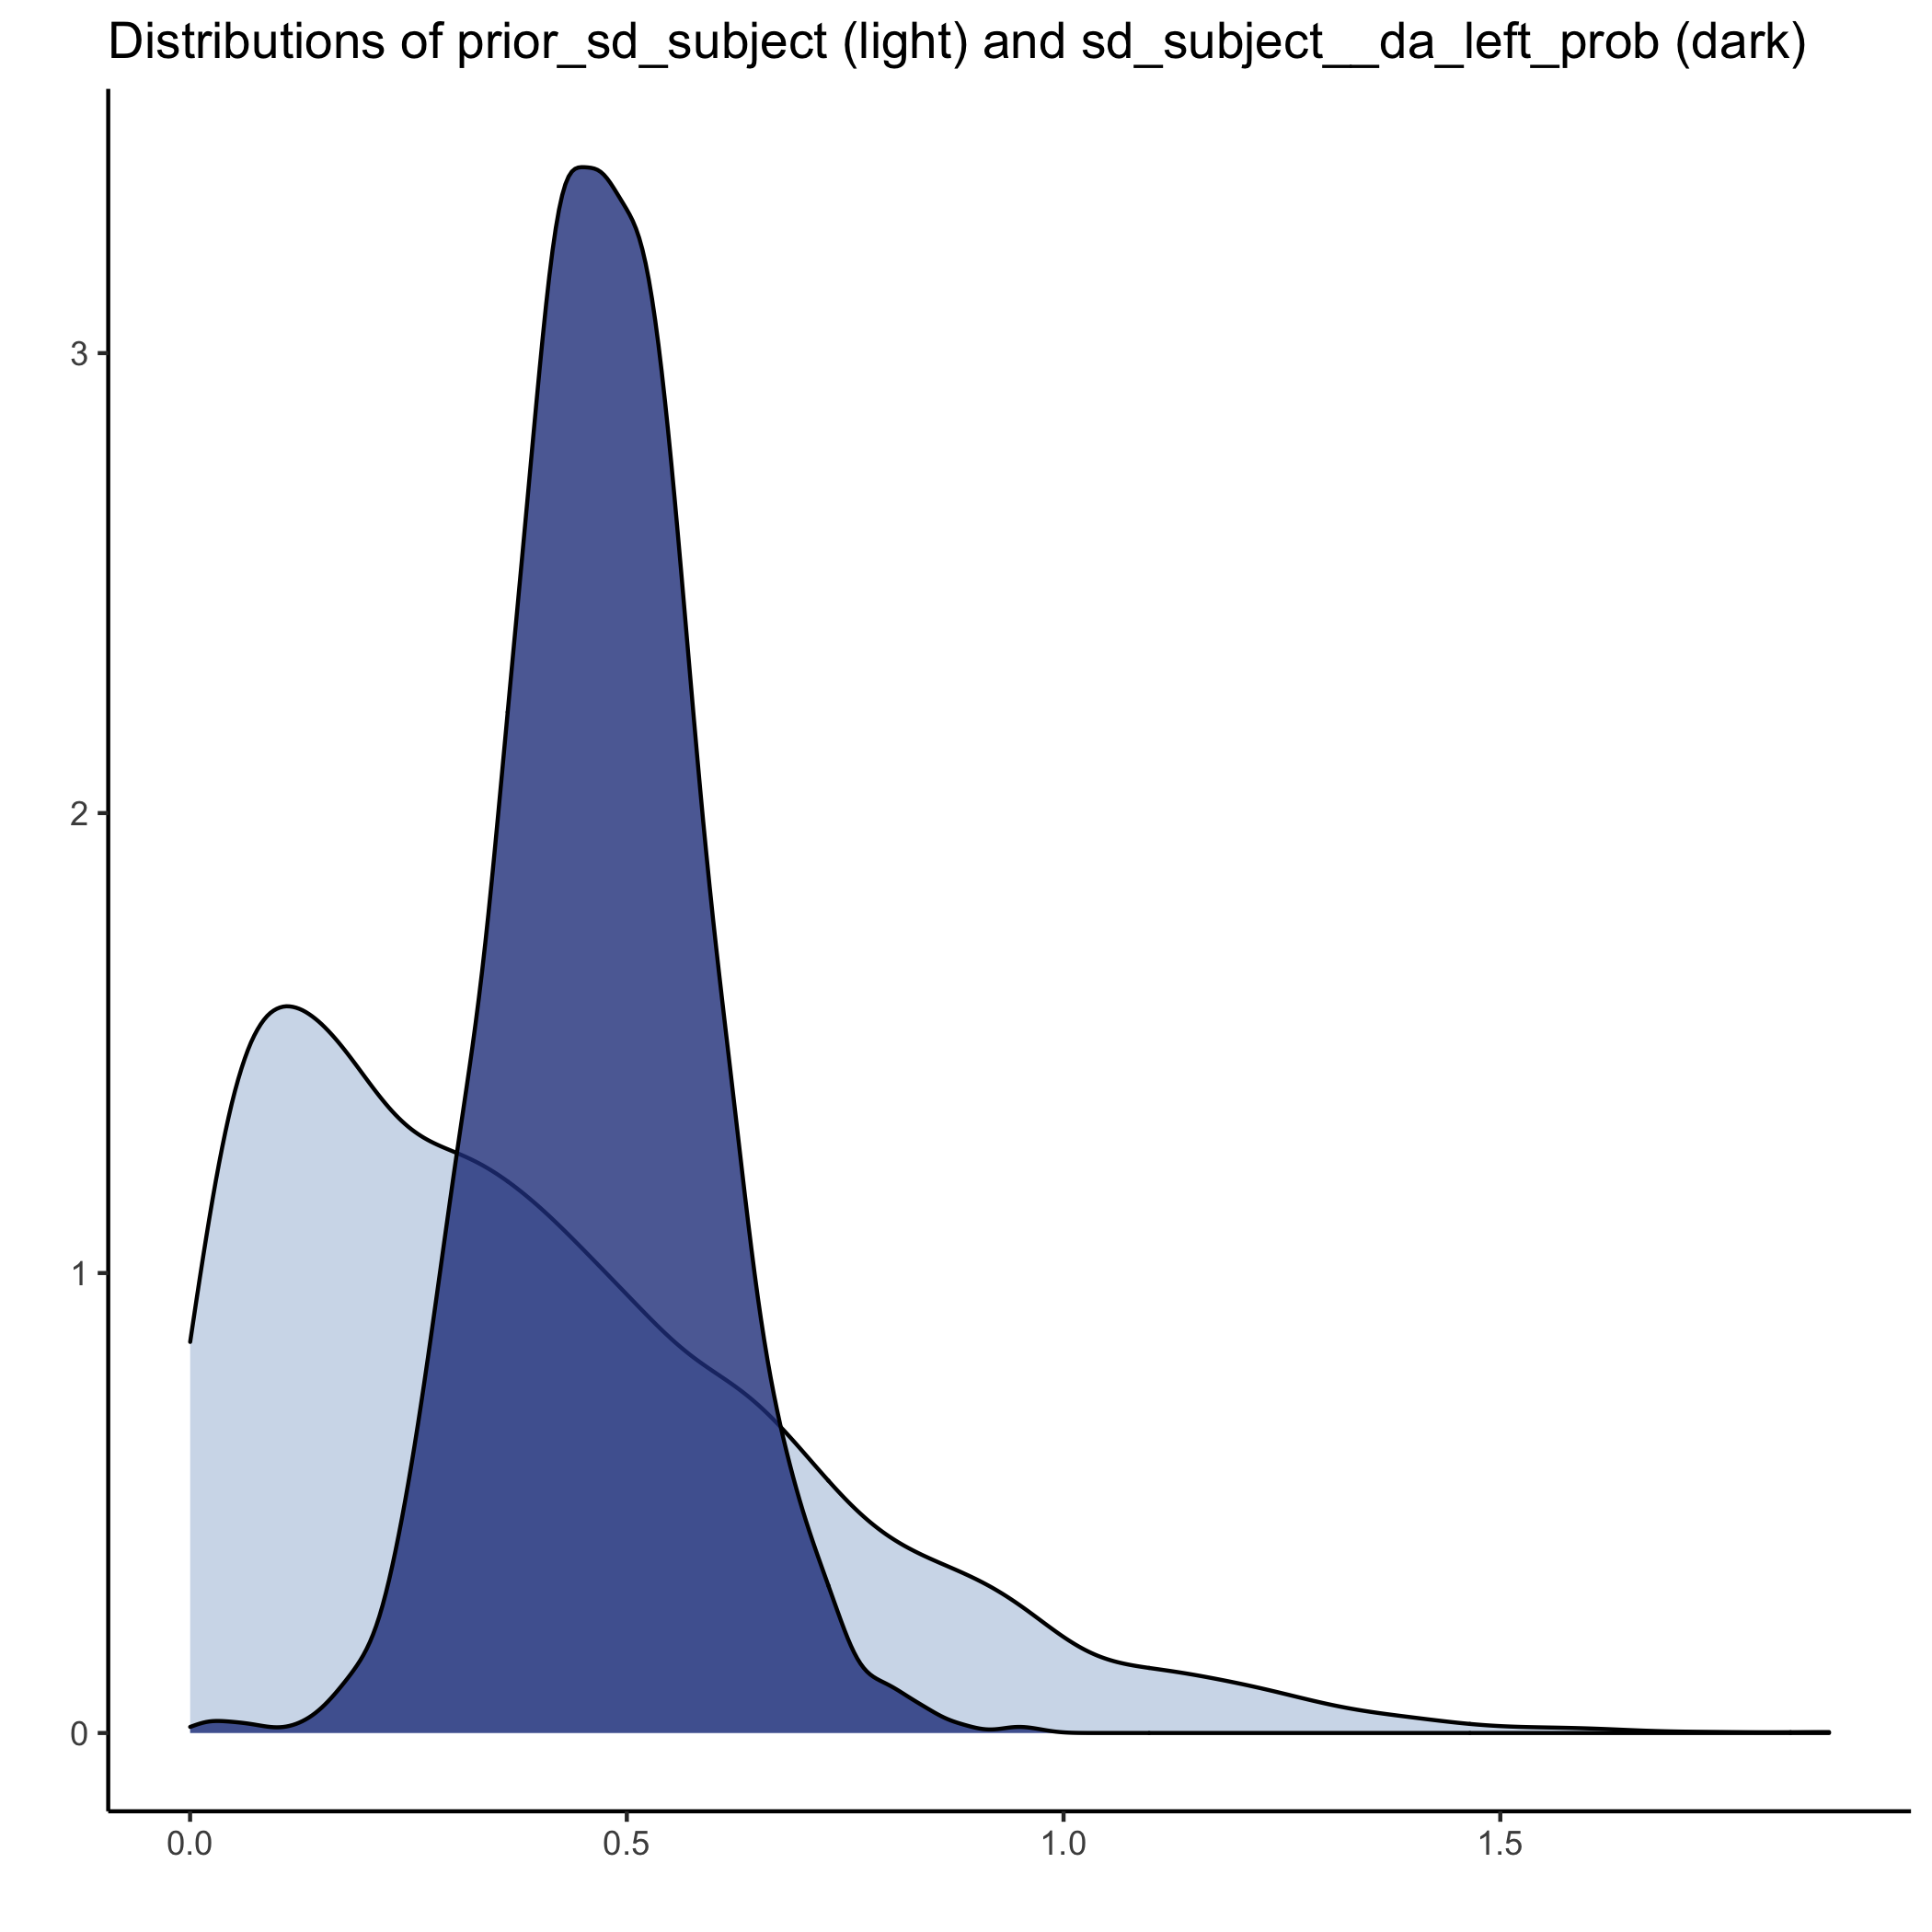 Distributions of prior_sd_subject (light) and sd_subject__da_left_prob (dark)
3
2
1
0
0.0 0.5 1.0 1.5